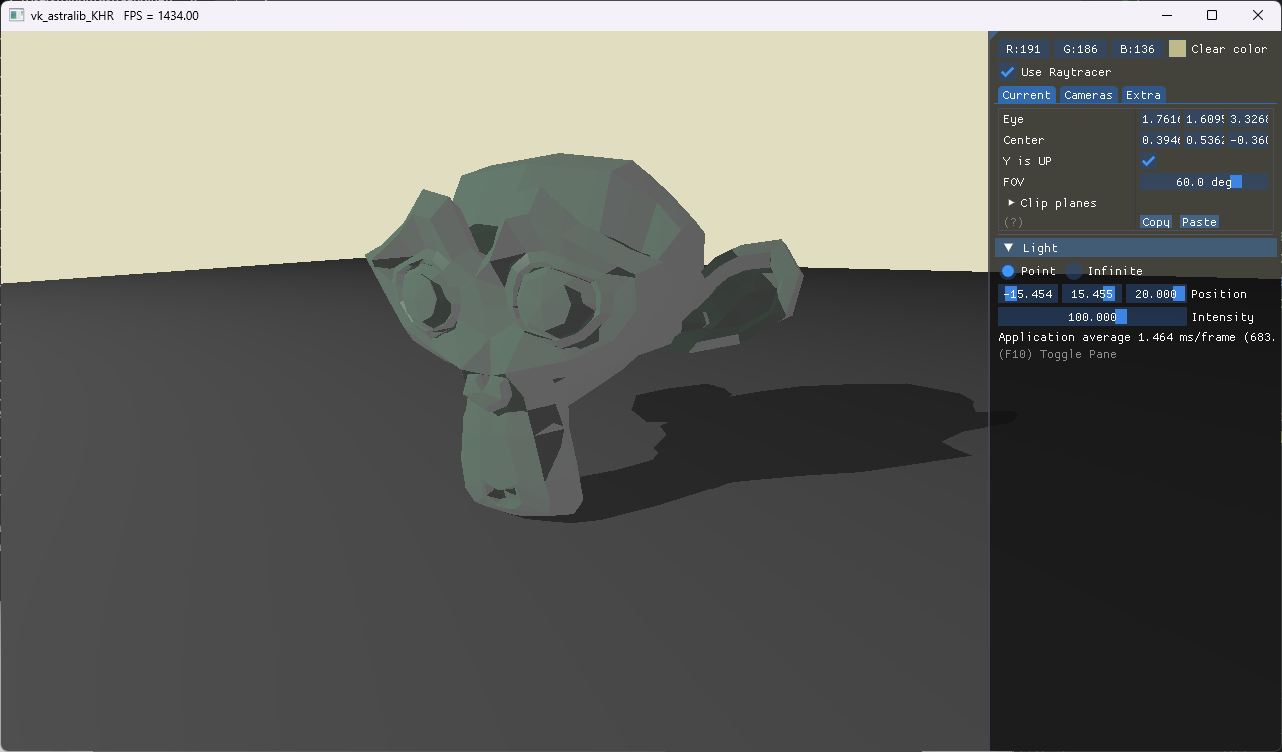 vk_astralib_KHR FPS = 1434.00
R:191 G:186 B:136 Clear color
Use Raytracer
Current Cameras Extra
Eye 1.761 1.609 3.326
Center 0.394 0.536 -0.36
Y is UP
FOV 60.0 deg
Clip planes
(?) Copy Paste
Light
Point Infinite
-15.454 15.455 20.000 Position
100.000 Intensity
Application average 1.464 ms/frame (683.
(F10) Toggle Pane